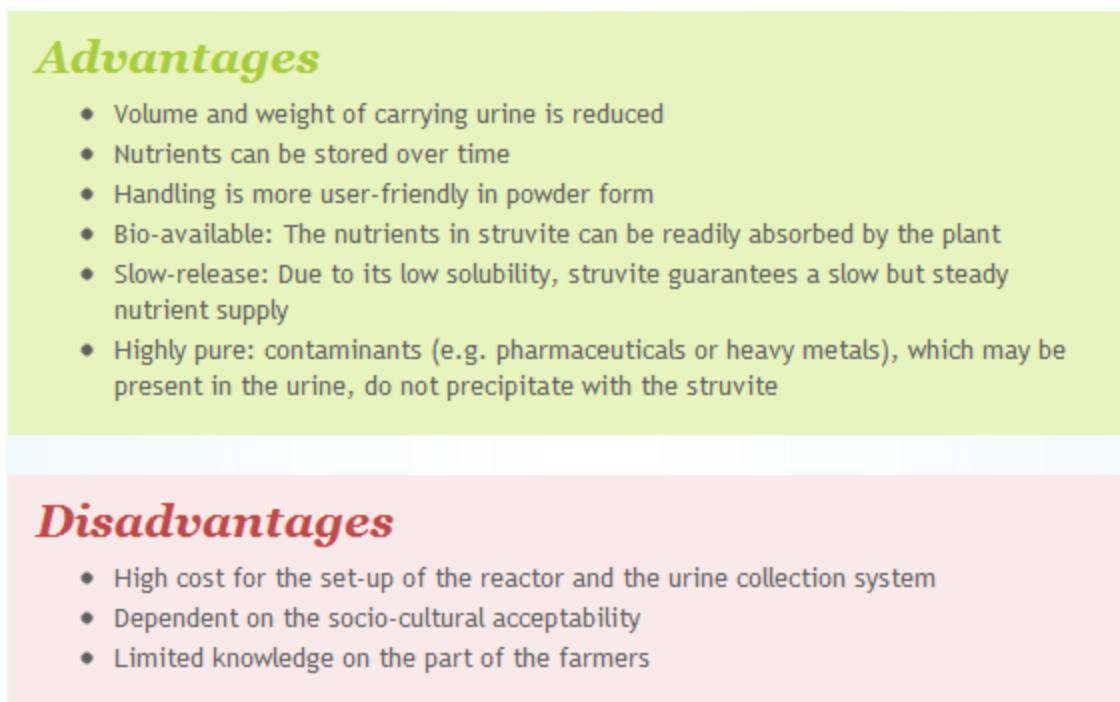 Advantages
• Volume and weight of carrying urine is reduced
• Nutrients can be stored over time
• Handling is more user-friendly in powder form
• Bio-available: The nutrients in struvite can be readily absorbed by the plant
• Slow-release: Due to its low solubility, struvite guarantees a slow but steady
nutrient supply
• Highly pure: contaminants (e.g. pharmaceuticals or heavy metals), which may be
present in the urine, do not precipitate with the struvite
Disadvantages
• High cost for the set-up of the reactor and the urine collection system
• Dependent on the socio-cultural acceptability
• Limited knowledge on the part of the farmers